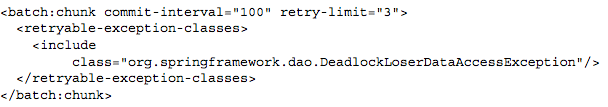 <batch:chunk commit-interval="100" retry-limit="3">
<retryable-exception-classes>
<include
class="org.springframework.dao.DeadlockLoserDataAccessException"/>
</retryable-exception-classes>
</batch:chunk>